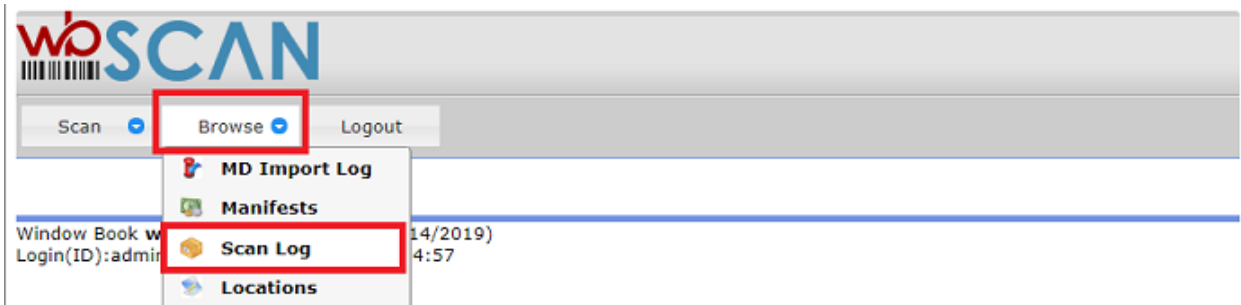 wbSCAN
Scan Browse Logout
MD Import Log
Manifests
Window Book w 14/2019)
Scan Log
Login(ID):admin 4:57
Locations